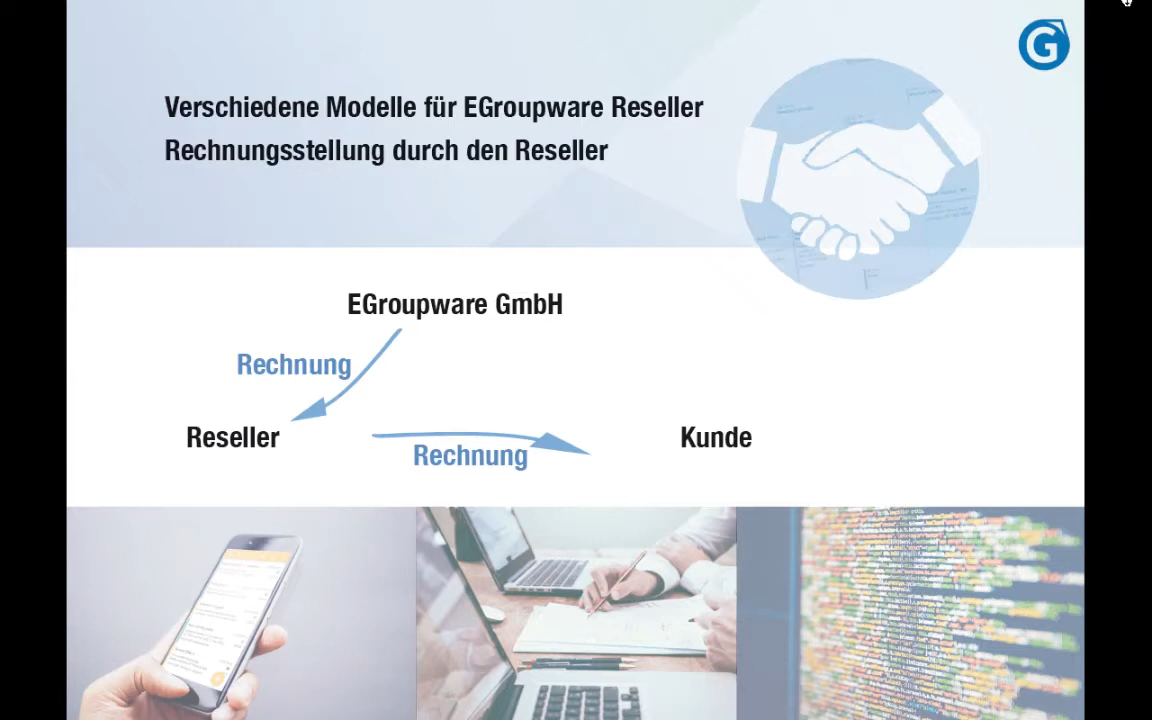 Verschiedene Modelle für EGroupware Reseller
Rechnungsstellung durch den Reseller
EGroupware GmbH
Rechnung
Reseller
Kunde
Rechnung